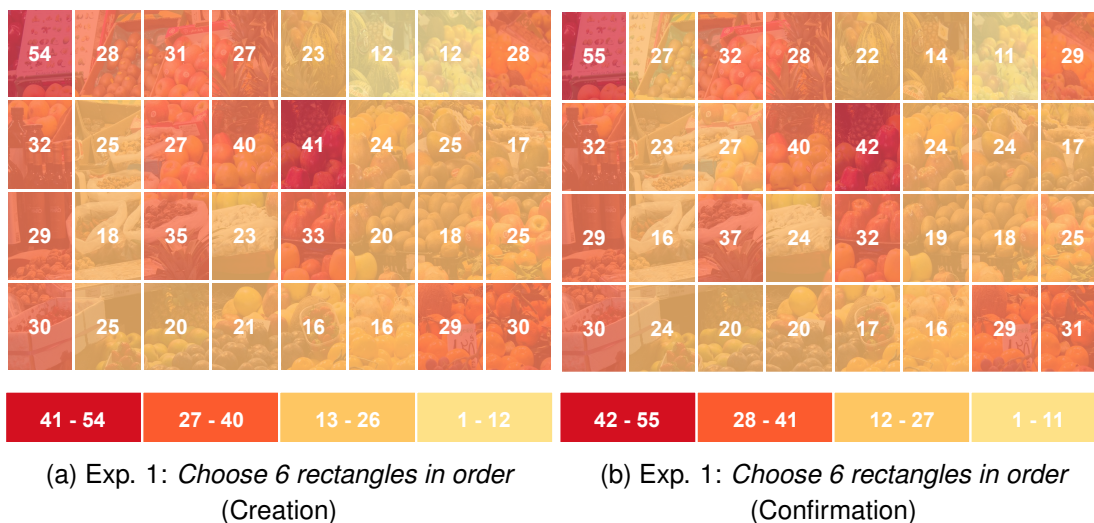 54 28 31 27 23 12 12 28
32 25 27 40 41 24 25 17
29 18 35 23 33 20 18 25
30 25 20 21 16 16 29 30
41 - 54 27 - 40 13 - 26 1 - 12
(a) Exp. 1: Choose 6 rectangles in order
(Creation)
55 27 32 28 22 14 11 29
32 23 27 40 42 24 24 17
29 16 37 24 32 19 18 25
30 24 20 20 17 16 29 31
42 - 55 28 - 41 12 - 27 1 - 11
(b) Exp. 1: Choose 6 rectangles in order
(Confirmation)